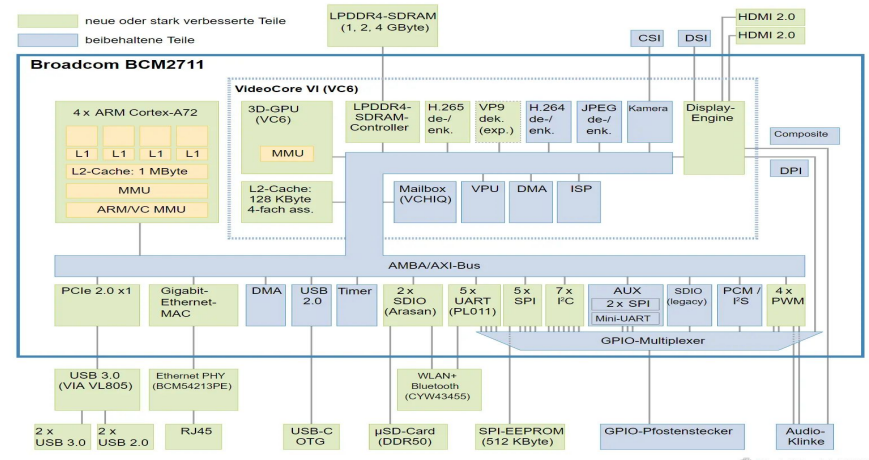 neue oder stark verbesserte Teile
beibehaltene Teile
LPDDR4-SDRAM
(1, 2, 4 GByte)
CSI
DSI
HDMI 2.0
HDMI 2.0
Broadcom BCM2711
VideoCore VI (VC6)
4 x ARM Cortex-A72
L1
L1
L1
L1
L2-Cache: 1 MByte
MMU
ARM/VC MMU
3D-GPU
(VC6)
MMU
LPDDR4-
SDRAM-
Controller
H.265
de-/
enk.
VP9
dek.
(exp.)
H.264
de-/
enk.
JPEG
de-/
enk.
Kamera
Display-
Engine
Composite
DPI
L2-Cache:
128 KByte
4-fach ass.
Mailbox
(VCHIQ)
VPU
DMA
ISP
AMBA/AXI-Bus
PCIe 2.0 x1
Gigabit-
Ethernet-
MAC
DMA
USB
2.0
Timer
2 x
SDIO
(Arasan)
5 x
UART
(PL011)
5 x
SPI
7 x
I²C
AUX
2 x SPI
Mini-UART
SDIO
(legacy)
PCM /
I²S
4 x
PWM
GPIO-Multiplexer
USB 3.0
(VIA VL805)
Ethernet PHY
(BCM54213PE)
WLAN+
Bluetooth
(CYW43455)
2 x
USB 3.0
2 x
USB 2.0
RJ45
USB-C
OTG
µSD-Card
(DDR50)
SPI-EEPROM
(512 KByte)
GPIO-Pfostenstecker
Audio-
Klinke